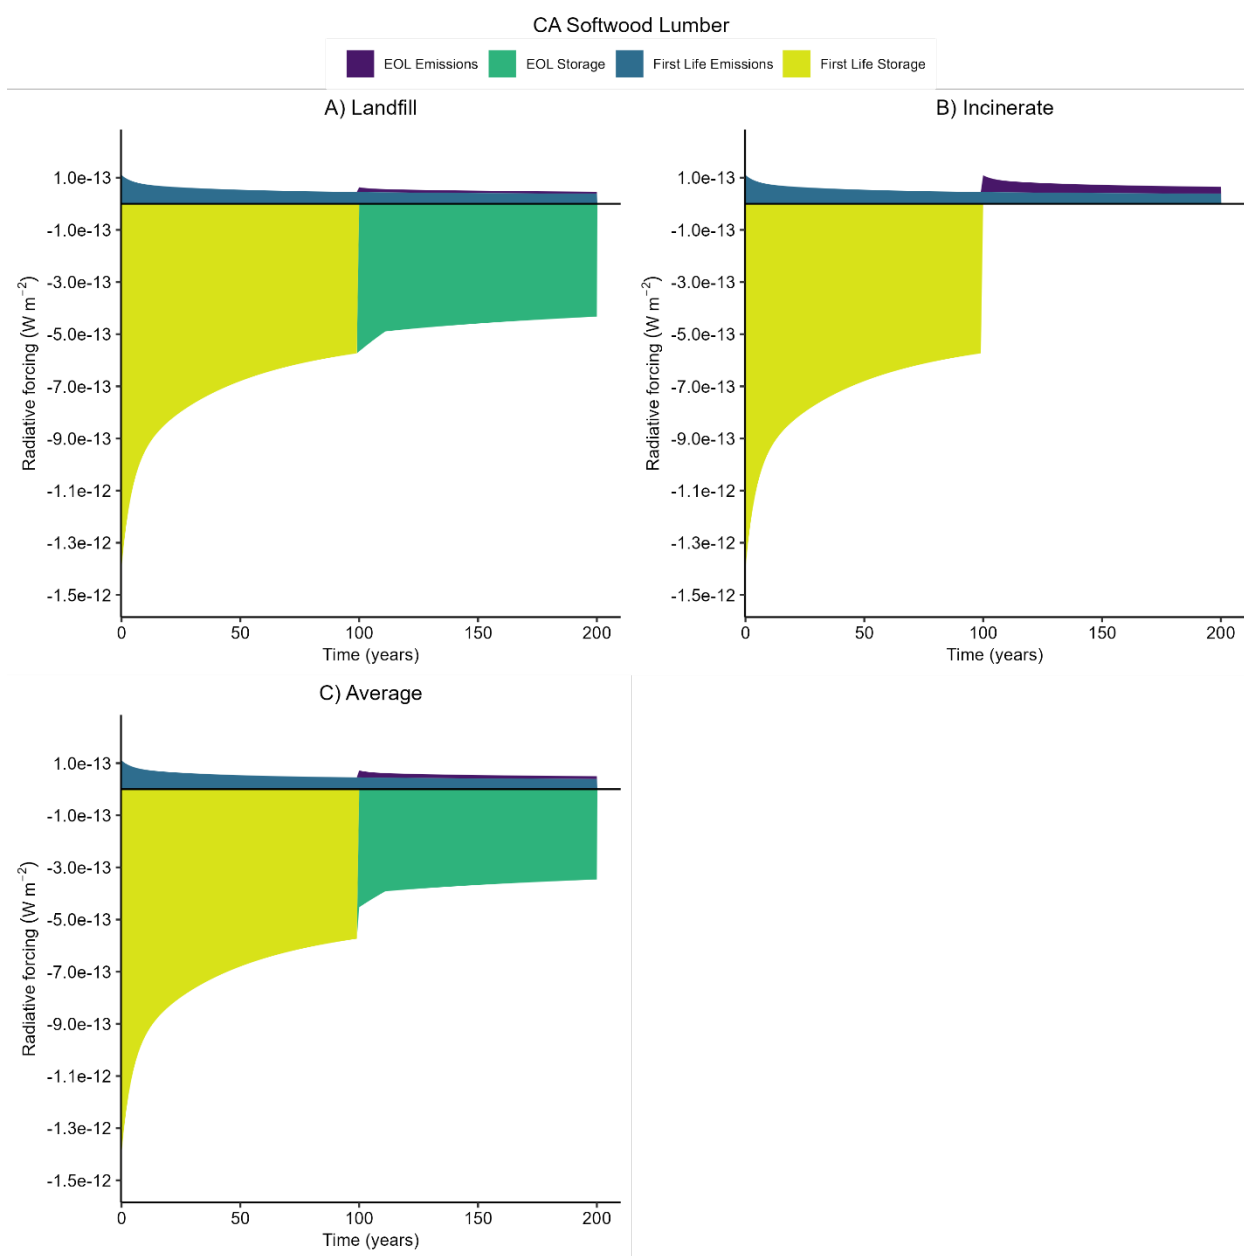 CA Softwood Lumber
EOL Emissions EOL Storage First Life Emissions First Life Storage
A) Landfill
1.0e-13
-1.0e-13
-3.0e-13
-5.0e-13
-7.0e-13
-9.0e-13
-1.1e-12
-1.3e-12
-1.5e-12
Radiative forcing (W m⁻²)
0 50 100 150 200
Time (years)
B) Incinerate
1.0e-13
-1.0e-13
-3.0e-13
-5.0e-13
-7.0e-13
-9.0e-13
-1.1e-12
-1.3e-12
-1.5e-12
Radiative forcing (W m⁻²)
0 50 100 150 200
Time (years)
C) Average
1.0e-13
-1.0e-13
-3.0e-13
-5.0e-13
-7.0e-13
-9.0e-13
-1.1e-12
-1.3e-12
-1.5e-12
Radiative forcing (W m⁻²)
0 50 100 150 200
Time (years)